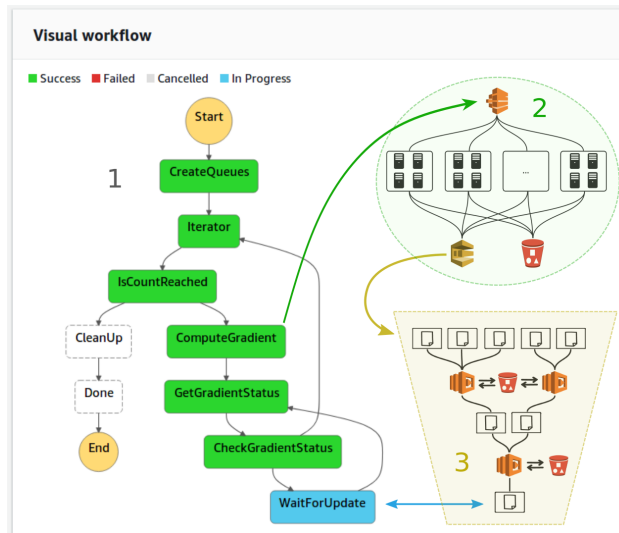 Visual workflow
Success Failed Cancelled In Progress
Start
1
2
CreateQueues
...
Iterator
IsCountReached
CleanUp
ComputeGradient
Done
GetGradientStatus
End
CheckGradientStatus
3
WaitForUpdate